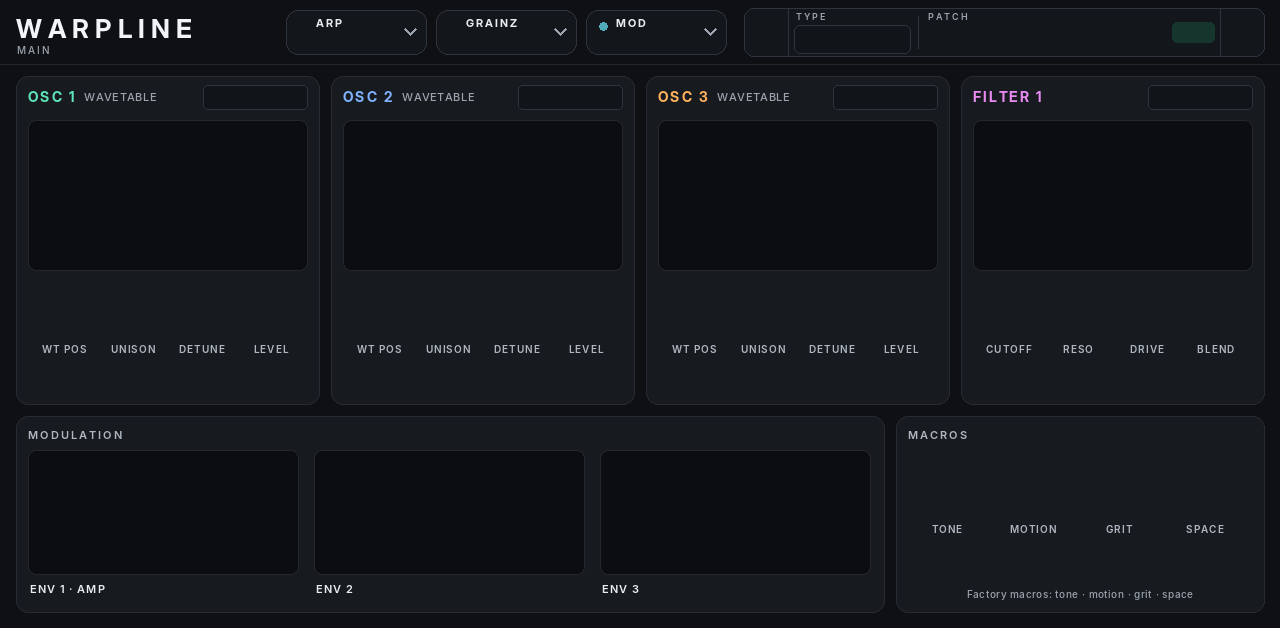 WARPLINE
MAIN
ARP
GRAINZ
MOD
TYPE
PATCH
OSC 1 WAVETABLE
OSC 2 WAVETABLE
OSC 3 WAVETABLE
FILTER 1
WT POS UNISON DETUNE LEVEL
WT POS UNISON DETUNE LEVEL
WT POS UNISON DETUNE LEVEL
CUTOFF RESO DRIVE BLEND
MODULATION
ENV 1 · AMP
ENV 2
ENV 3
MACROS
TONE MOTION GRIT SPACE
Factory macros: tone · motion · grit · space